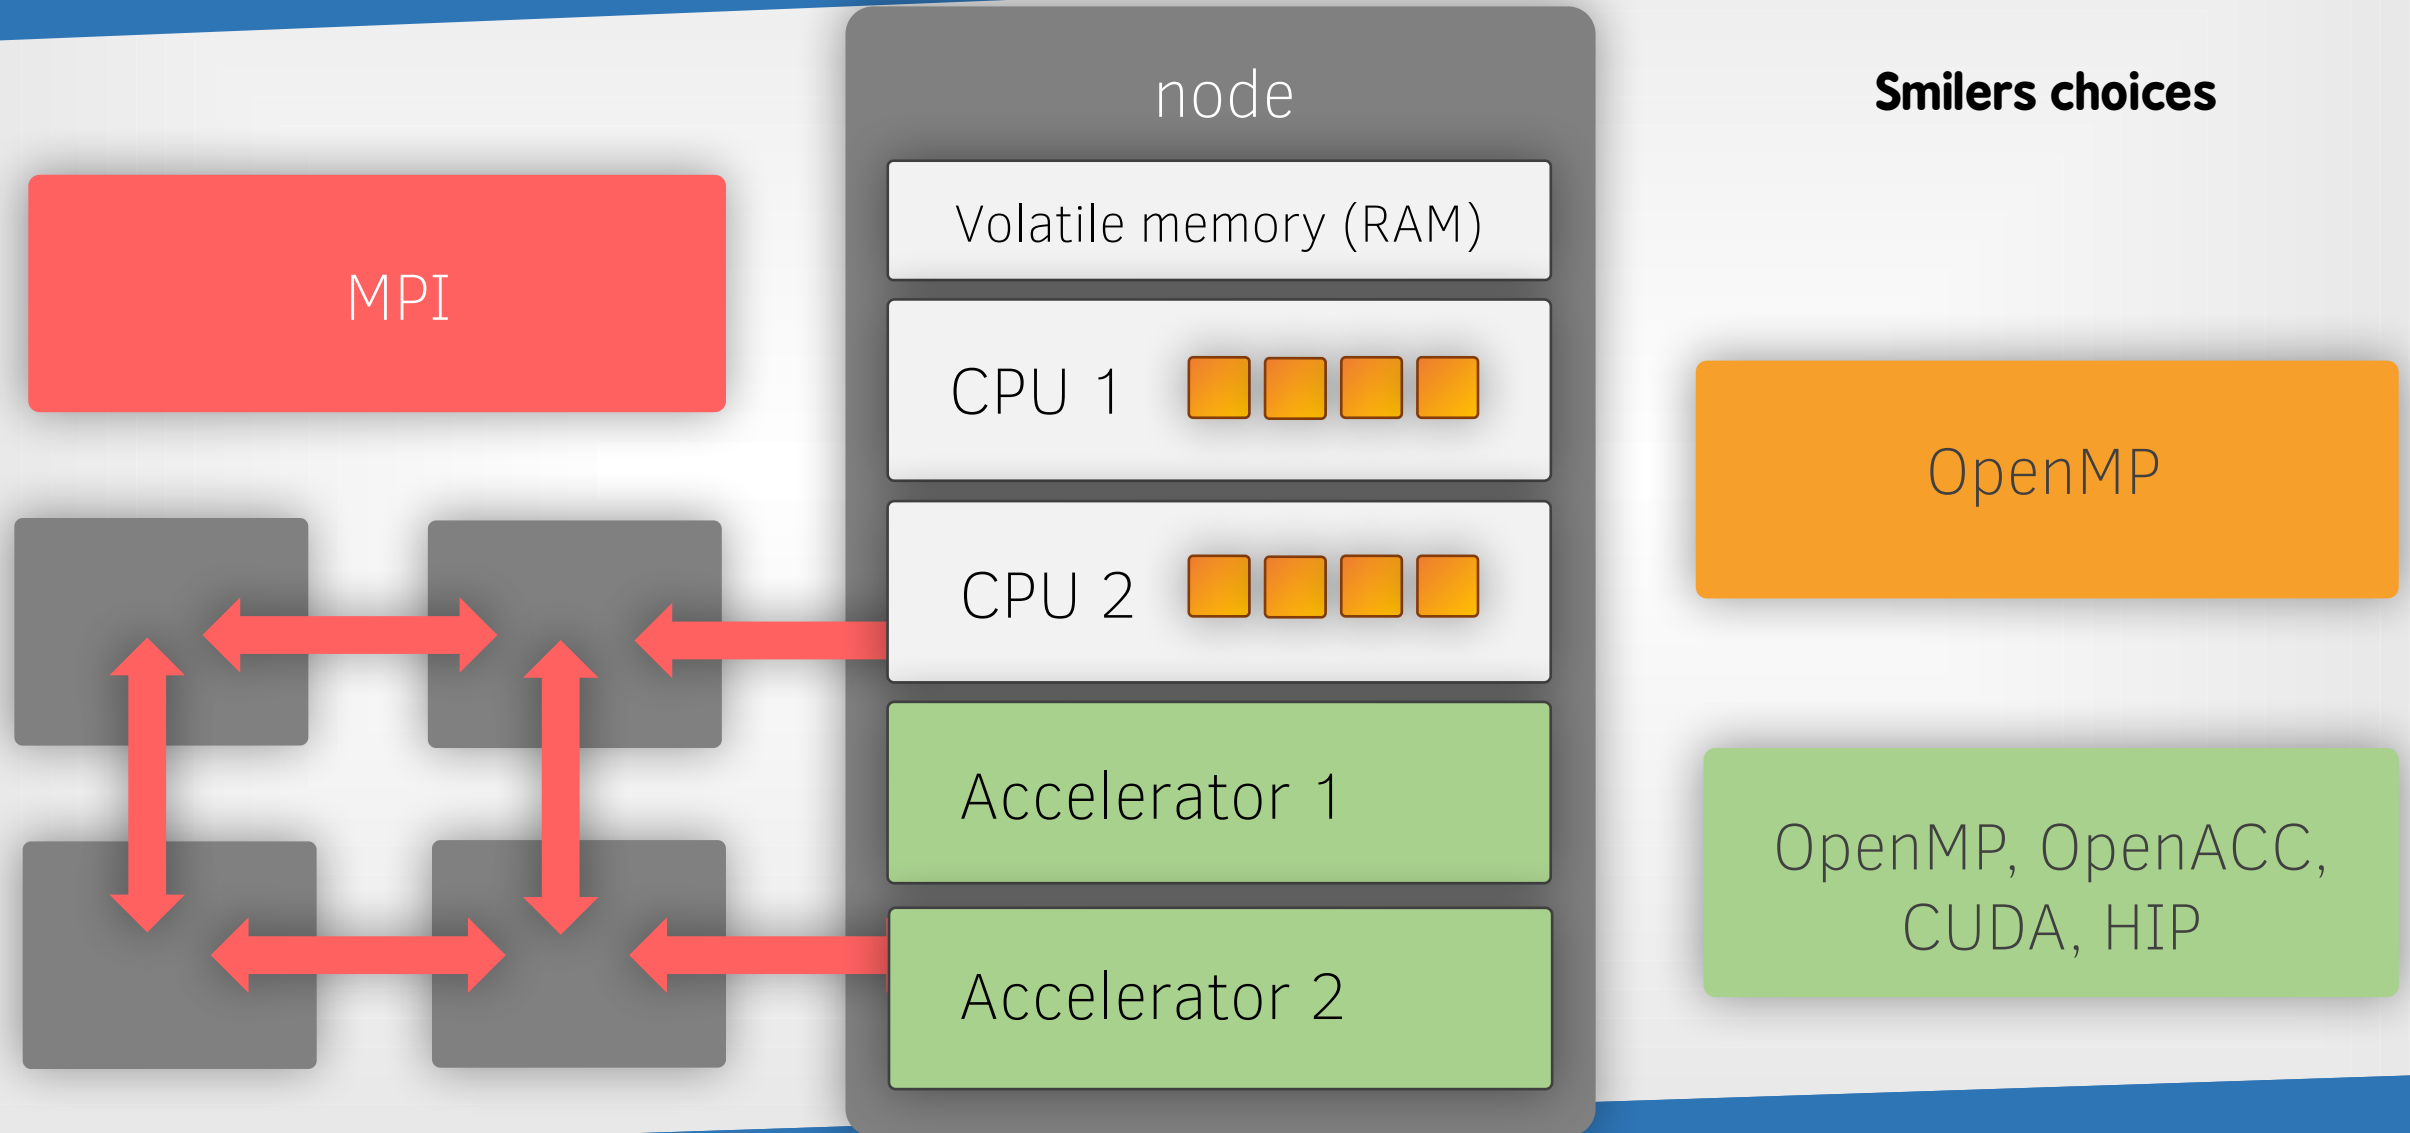 node
Smilers choices
MPI
Volatile memory (RAM)
CPU 1
CPU 2
Accelerator 1
Accelerator 2
OpenMP
OpenMP, OpenACC,
CUDA, HIP